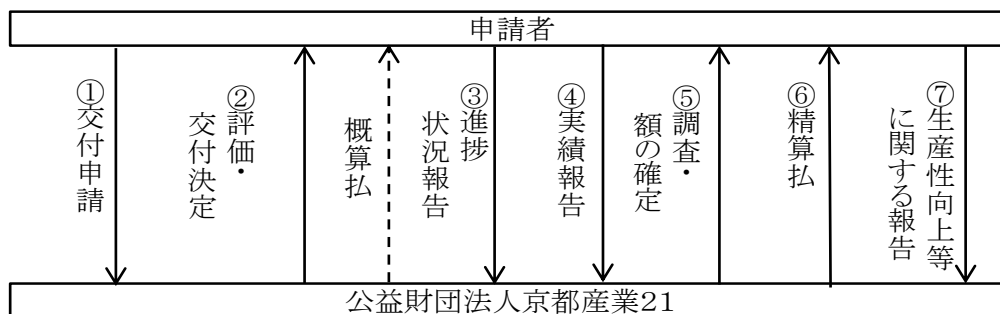 申請者
①交付申請
②評価・
交付決定
概算払
③進捗
状況報告
④実績報告
⑤調査・
額の確定
⑥精算払
⑦生産性向上等
に関する報告
公益財団法人京都産業21